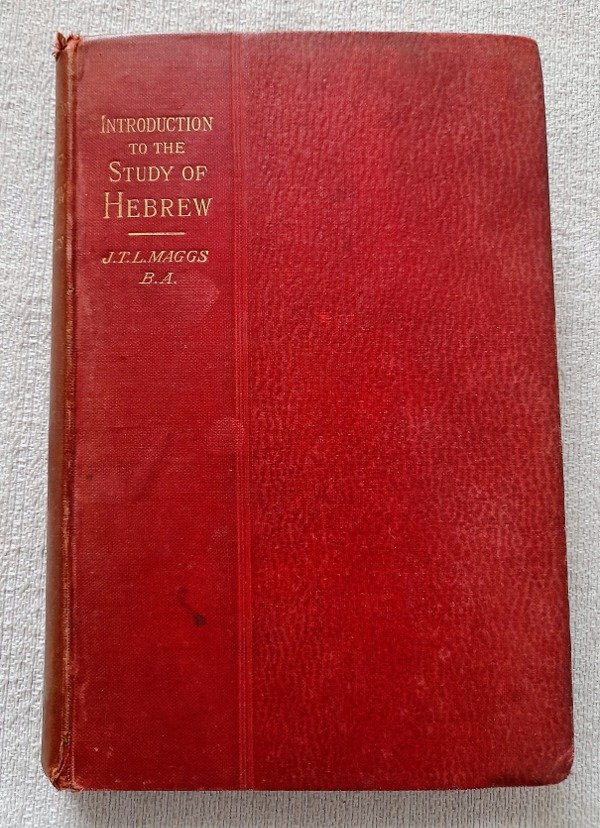 INTRODUCTION
TO THE
STUDY OF
HEBREW
J.T.L. MAGGS
B.A.